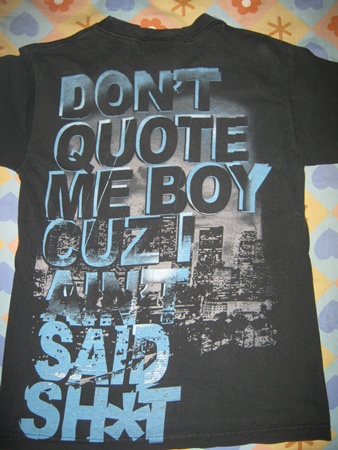 DON'T
QUOTE
ME BOY
CUZ I
AIN'T
SAID
SH*T